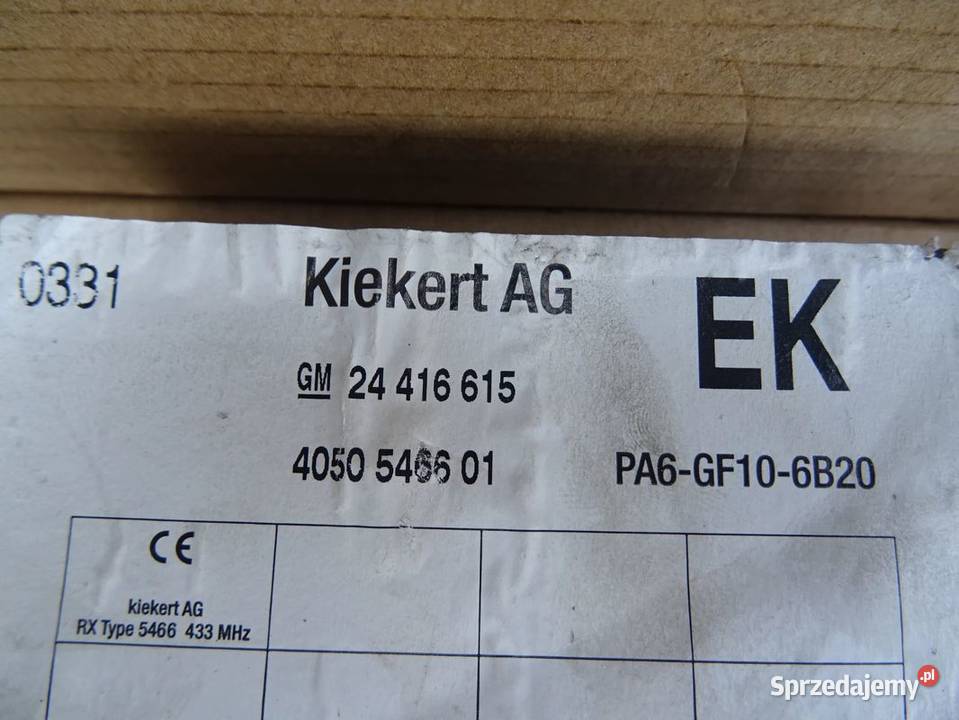 0331
Kiekert AG
EK
GM 24 416 615
4050 5466 01
PA6-GF10-6B20
CE
kiekert AG
RX Type 5466 433 MHz
Sprzedajemy.pl